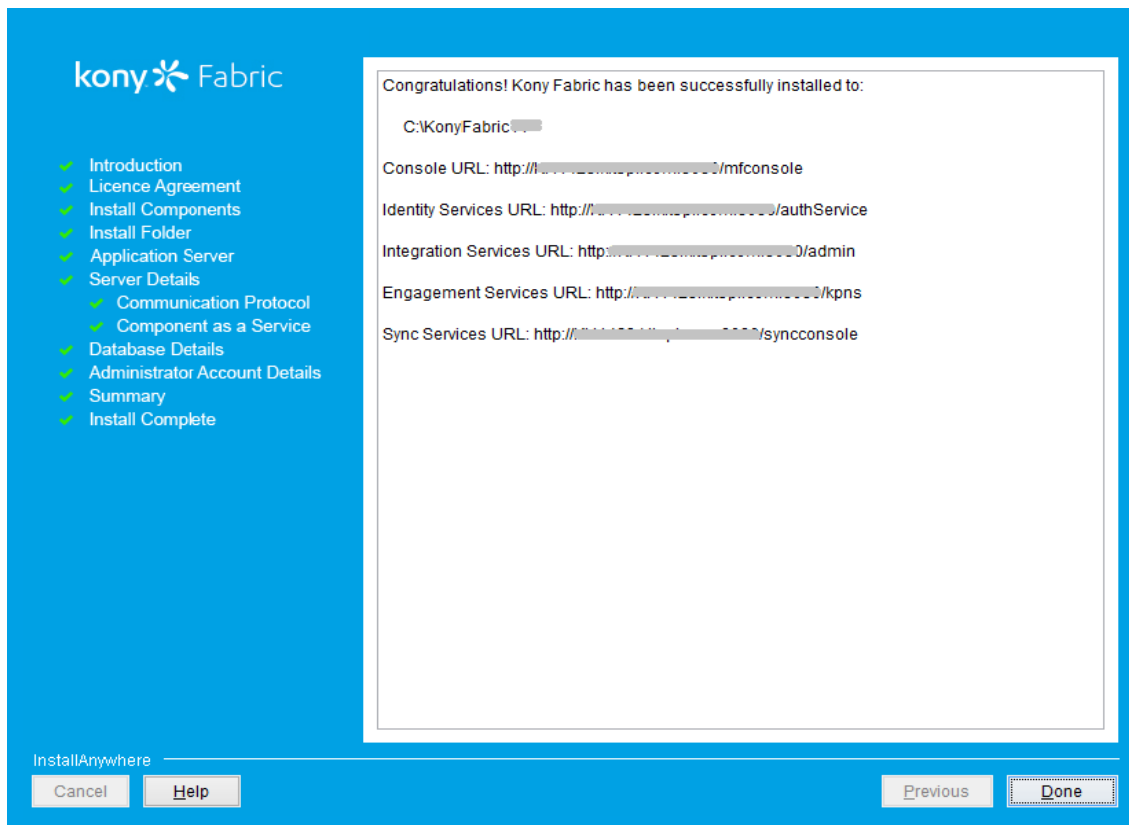 kony Fabric
Introduction
Licence Agreement
Install Components
Install Folder
Application Server
Server Details
Communication Protocol
Component as a Service
Database Details
Administrator Account Details
Summary
Install Complete
Congratulations! Kony Fabric has been successfully installed to:
C:\KonyFabric
Console URL: http:// /mfconsole
Identity Services URL: http:// /authService
Integration Services URL: http: 0/admin
Engagement Services URL: http:// /kpns
Sync Services URL: http:// /syncconsole
InstallAnywhere
Cancel
Help
Previous
Done